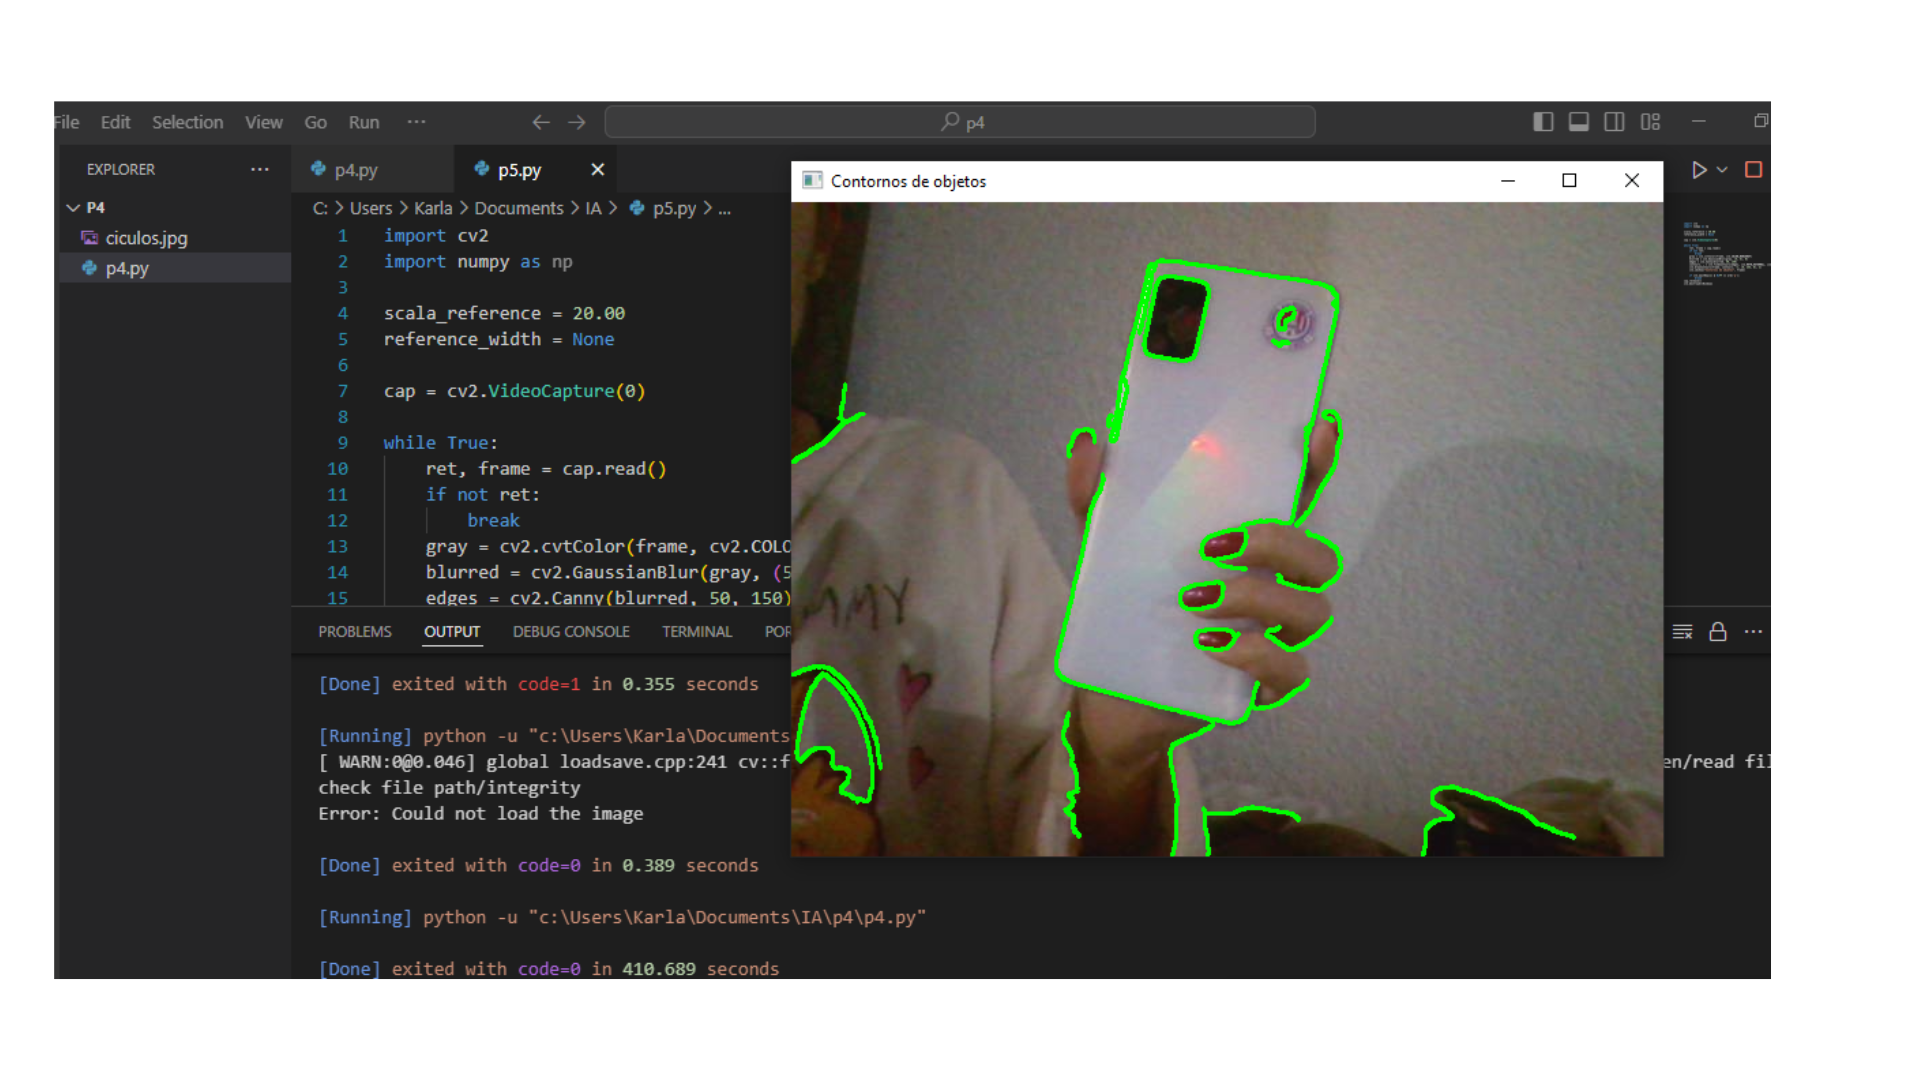 File Edit Selection View Go Run ...
p4
EXPLORER ...
P4
ciculos.jpg
p4.py
p4.py p5.py
C: > Users > Karla > Documents > IA > p5.py > ...
1 import cv2
2 import numpy as np
3
4 scala_reference = 20.00
5 reference_width = None
6
7 cap = cv2.VideoCapture(0)
8
9 while True:
10 ret, frame = cap.read()
11 if not ret:
12 break
13 gray = cv2.cvtColor(frame, cv2.COLO
14 blurred = cv2.GaussianBlur(gray, (5
15 edges = cv2.Canny(blurred, 50, 150)
Contornos de objetos
PROBLEMS OUTPUT DEBUG CONSOLE TERMINAL POR
[Done] exited with code=1 in 0.355 seconds
[Running] python -u "c:\Users\Karla\Documents
[ WARN:0@0.046] global loadsave.cpp:241 cv::f en/read fil
check file path/integrity
Error: Could not load the image
[Done] exited with code=0 in 0.389 seconds
[Running] python -u "c:\Users\Karla\Documents\IA\p4\p4.py"
[Done] exited with code=0 in 410.689 seconds